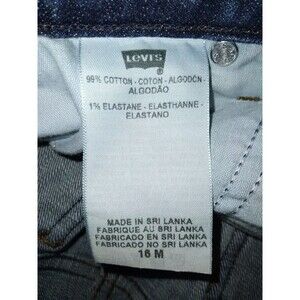 Levi's
®
99% COTTON - COTON - ALGODÓN -
ALGODÃO
1% ELASTANE - ELASTHANNE -
ELASTANO
MADE IN SRI LANKA
FABRIQUE AU SRI LANKA
FABRICADO EN SRI LANKA
FABRICADO NO SRI LANKA
16 M